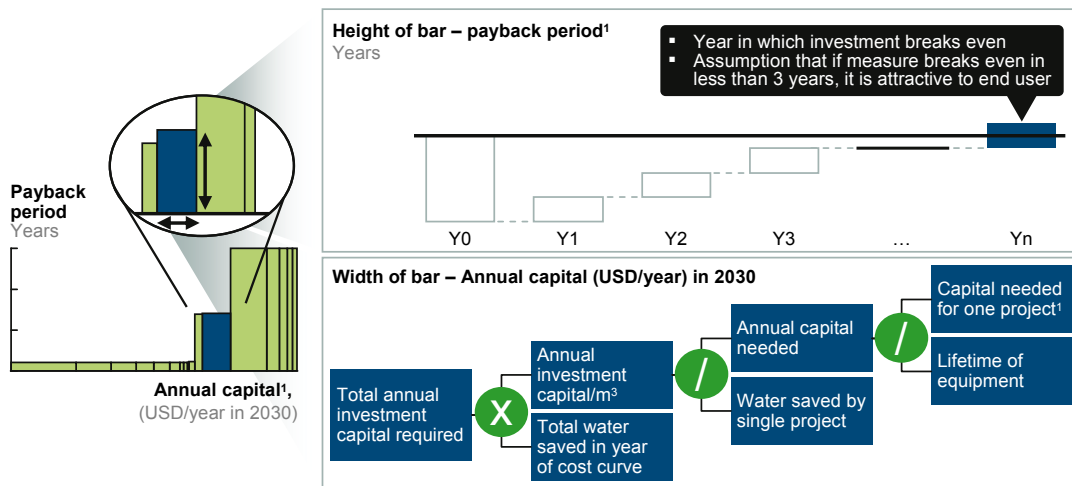 Payback
period
Years
Annual capital¹,
(USD/year in 2030)
Height of bar – payback period¹
Years
▪ Year in which investment breaks even
▪ Assumption that if measure breaks even in
less than 3 years, it is attractive to end user
Y0 Y1 Y2 Y3 … Yn
Width of bar – Annual capital (USD/year) in 2030
Total annual
investment
capital required
X
Annual
investment
capital/m³
Total water
saved in year
of cost curve
/
Annual capital
needed
Water saved by
single project
/
Capital needed
for one project¹
Lifetime of
equipment